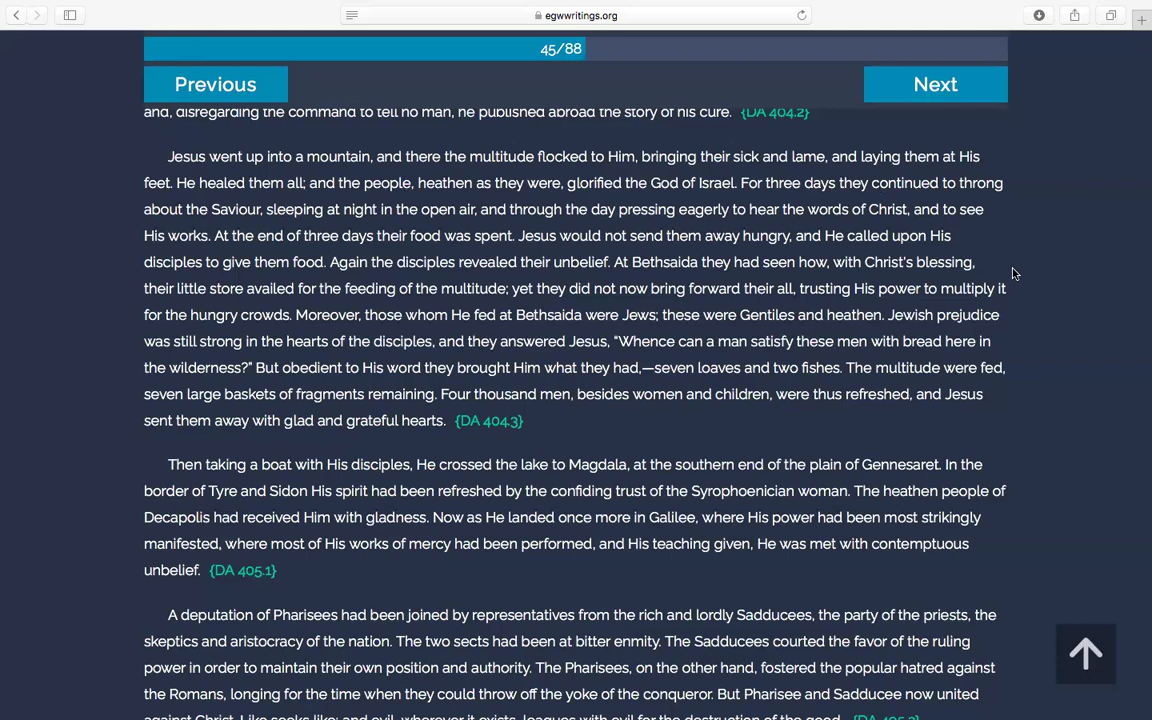 egwwritings.org
45/88
Previous
Next
and, disregarding the command to tell no man, he published abroad the story of his cure. {DA 404.2}
Jesus went up into a mountain, and there the multitude flocked to Him, bringing their sick and lame, and laying them at His
feet. He healed them all; and the people, heathen as they were, glorified the God of Israel. For three days they continued to throng
about the Saviour, sleeping at night in the open air, and through the day pressing eagerly to hear the words of Christ, and to see
His works. At the end of three days their food was spent. Jesus would not send them away hungry, and He called upon His
disciples to give them food. Again the disciples revealed their unbelief. At Bethsaida they had seen how, with Christ's blessing,
their little store availed for the feeding of the multitude; yet they did not now bring forward their all, trusting His power to multiply it
for the hungry crowds. Moreover, those whom He fed at Bethsaida were Jews; these were Gentiles and heathen. Jewish prejudice
was still strong in the hearts of the disciples, and they answered Jesus, “Whence can a man satisfy these men with bread here in
the wilderness?” But obedient to His word they brought Him what they had,—seven loaves and two fishes. The multitude were fed,
seven large baskets of fragments remaining. Four thousand men, besides women and children, were thus refreshed, and Jesus
sent them away with glad and grateful hearts. {DA 404.3}
Then taking a boat with His disciples, He crossed the lake to Magdala, at the southern end of the plain of Gennesaret. In the
border of Tyre and Sidon His spirit had been refreshed by the confiding trust of the Syrophoenician woman. The heathen people of
Decapolis had received Him with gladness. Now as He landed once more in Galilee, where His power had been most strikingly
manifested, where most of His works of mercy had been performed, and His teaching given, He was met with contemptuous
unbelief. {DA 405.1}
A deputation of Pharisees had been joined by representatives from the rich and lordly Sadducees, the party of the priests, the
skeptics and aristocracy of the nation. The two sects had been at bitter enmity. The Sadducees courted the favor of the ruling
power in order to maintain their own position and authority. The Pharisees, on the other hand, fostered the popular hatred against
the Romans, longing for the time when they could throw off the yoke of the conqueror. But Pharisee and Sadducee now united
against Christ. Like seeks like; and evil, wherever it exists, leagues with evil for the destruction of the good. {DA 405.2}